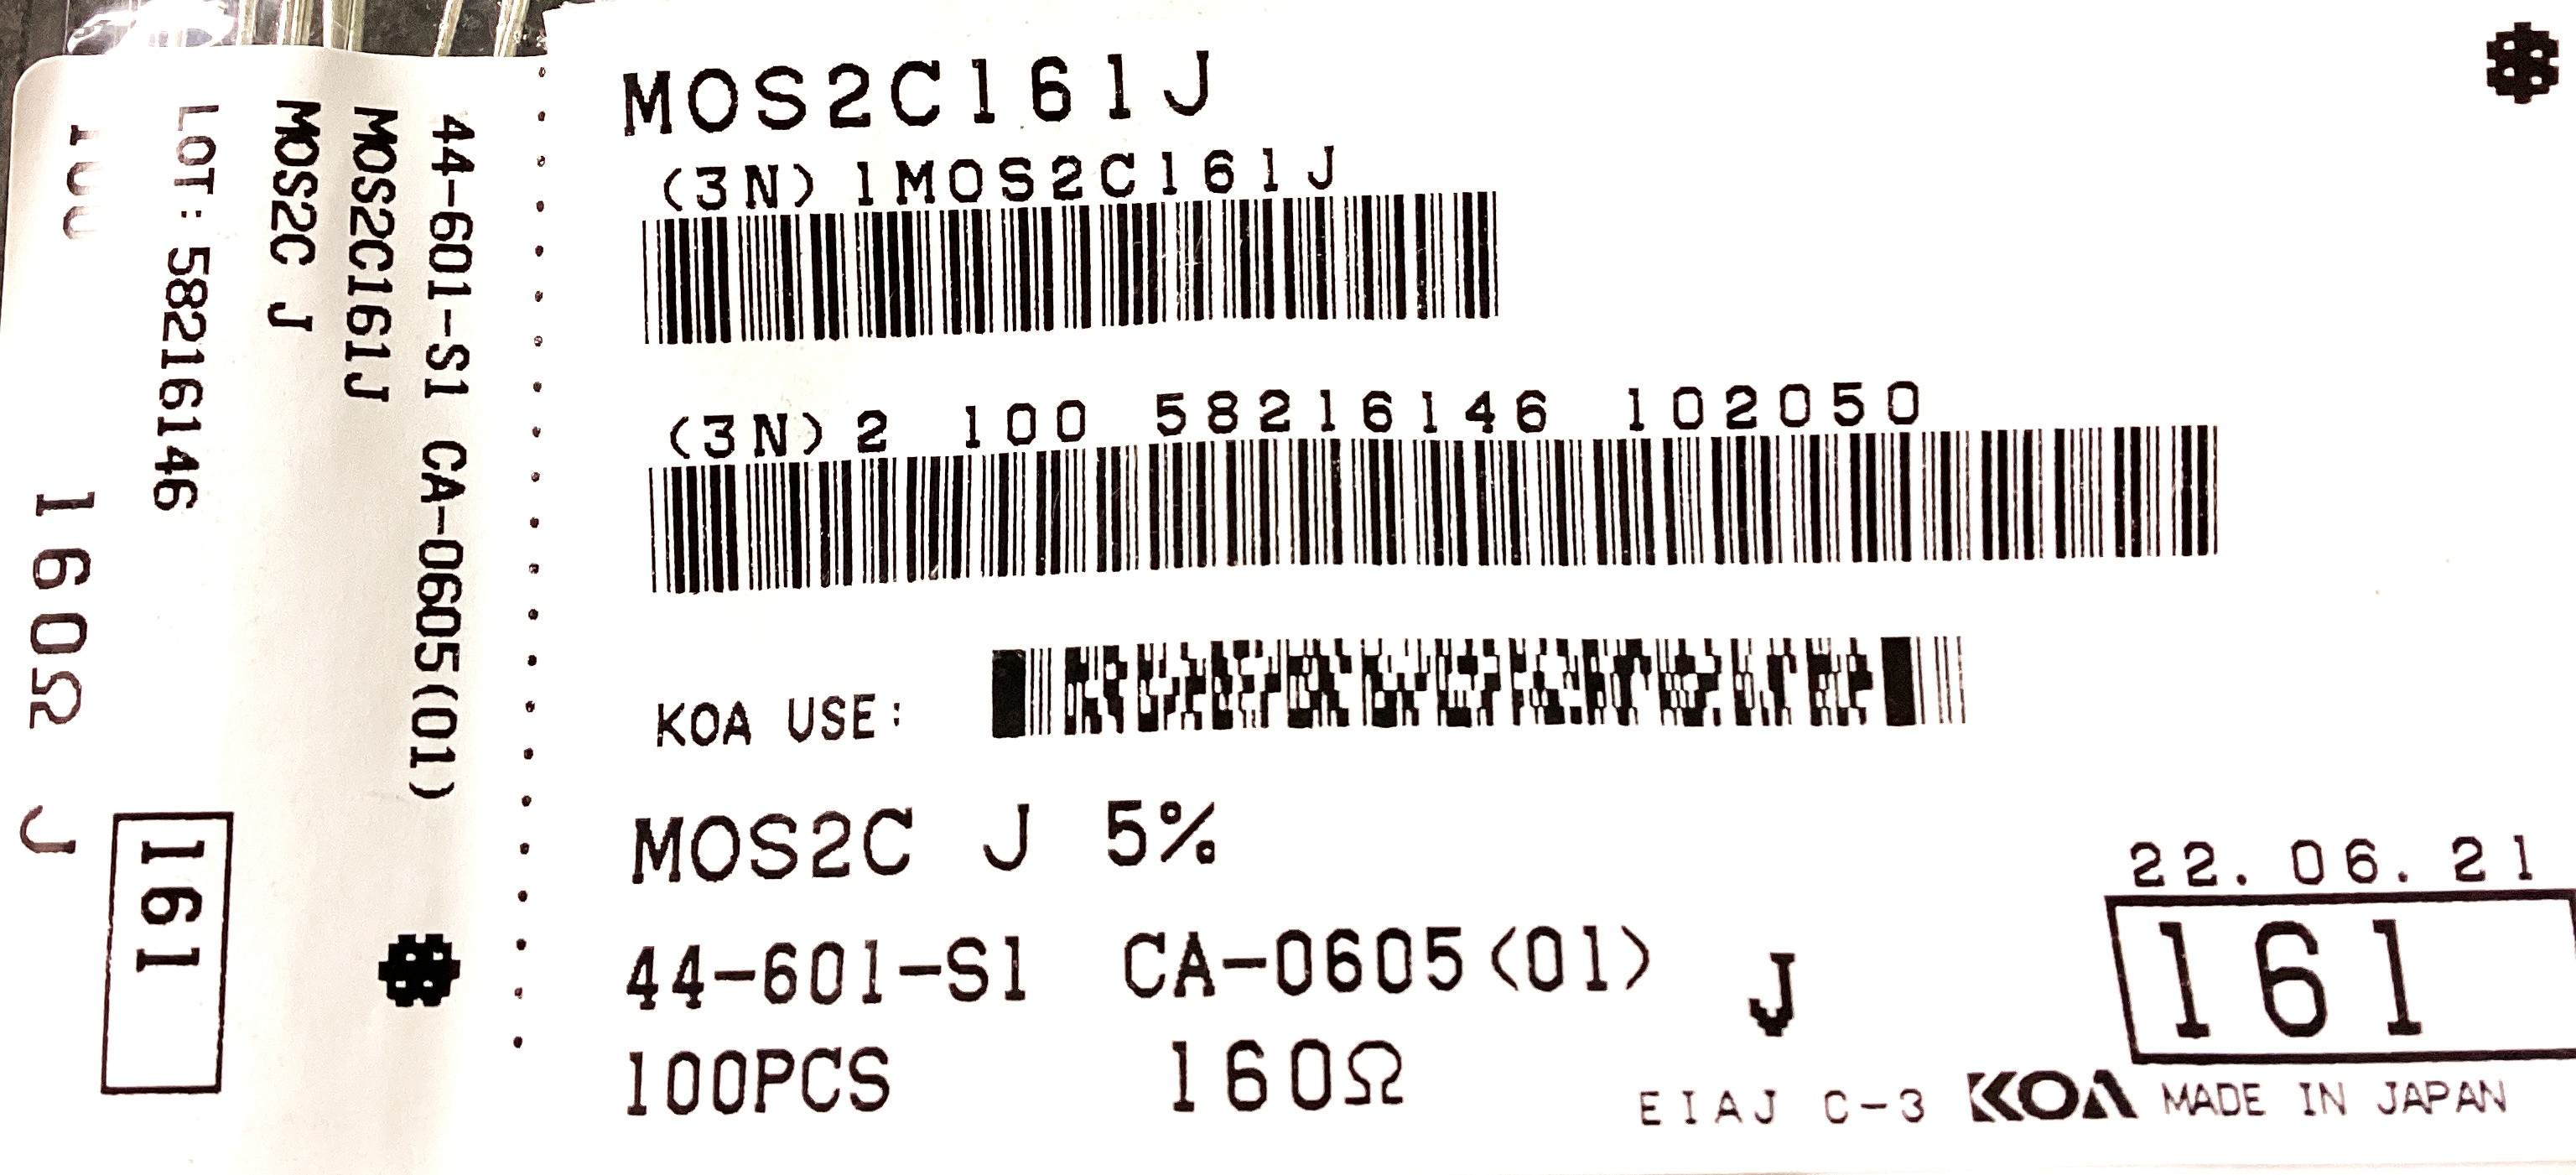 MOS2C161J
(3N)1MOS2C161J
(3N)2 100 58216146 102050
KOA USE:
MOS2C J 5%
22.06.21
44-601-S1 CA-0605(01) J
161
100PCS 160Ω
EIAJ C-3 KOA MADE IN JAPAN
44-601-S1 CA-0605(01)
MOS2C161J
MOS2C J
LOT:58216146
161
100 160Ω J